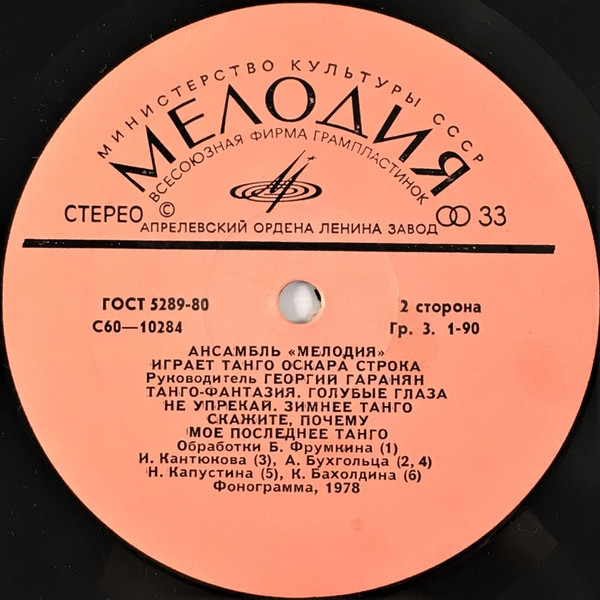 МИНИСТЕРСТВО КУЛЬТУРЫ СССР
МЕЛОДИЯ
ВСЕСОЮЗНАЯ ФИРМА ГРАМПЛАСТИНОК
СТЕРЕО © 33
АПРЕЛЕВСКИЙ ОРДЕНА ЛЕНИНА ЗАВОД
ГОСТ 5289-80 2 сторона
С60—10284 Гр. 3. 1-90
АНСАМБЛЬ «МЕЛОДИЯ»
ИГРАЕТ ТАНГО ОСКАРА СТРОКА
Руководитель ГЕОРГИЙ ГАРАНЯН
ТАНГО-ФАНТАЗИЯ. ГОЛУБЫЕ ГЛАЗА
НЕ УПРЕКАЙ. ЗИМНЕЕ ТАНГО
СКАЖИТЕ, ПОЧЕМУ
МОЕ ПОСЛЕДНЕЕ ТАНГО
Обработки Б. Фрумкина (1)
И. Кантюкова (3), А. Бухгольца (2, 4)
Н. Капустина (5), К. Бахолдина (6)
Фонограмма, 1978